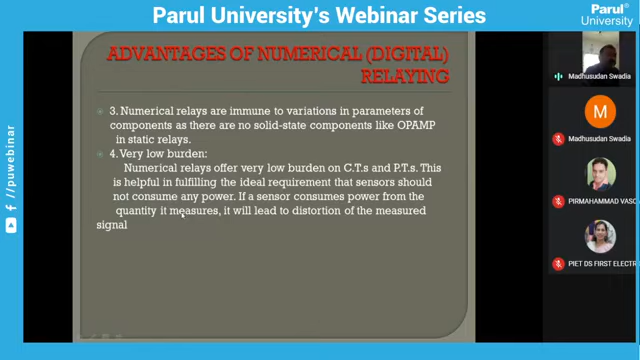 Parul University's Webinar Series
Parul®
University
ADVANTAGES OF NUMERICAL (DIGITAL)
RELAYING
3. Numerical relays are immune to variations in parameters of
components as there are no solid-state components like OPAMP
in static relays.
4. Very low burden:
Numerical relays offer very low burden on C.T.s and P.T.s. This
is helpful in fulfilling the ideal requirement that sensors should
not consume any power. If a sensor consumes power from the
quantity it measures, it will lead to distortion of the measured
signal
Madhusudan Swadia
M
Madhusudan Swadia
PIRMAHAMMAD VASO
PIET DS FIRST ELECTR
/puwebinar